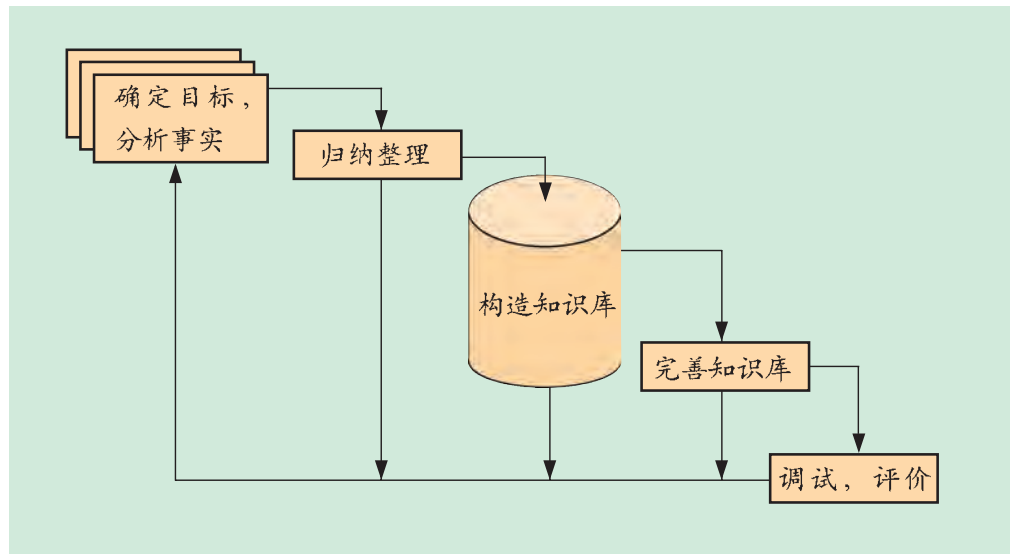 确定目标，
分析事实
归纳整理
构造知识库
完善知识库
调试，评价